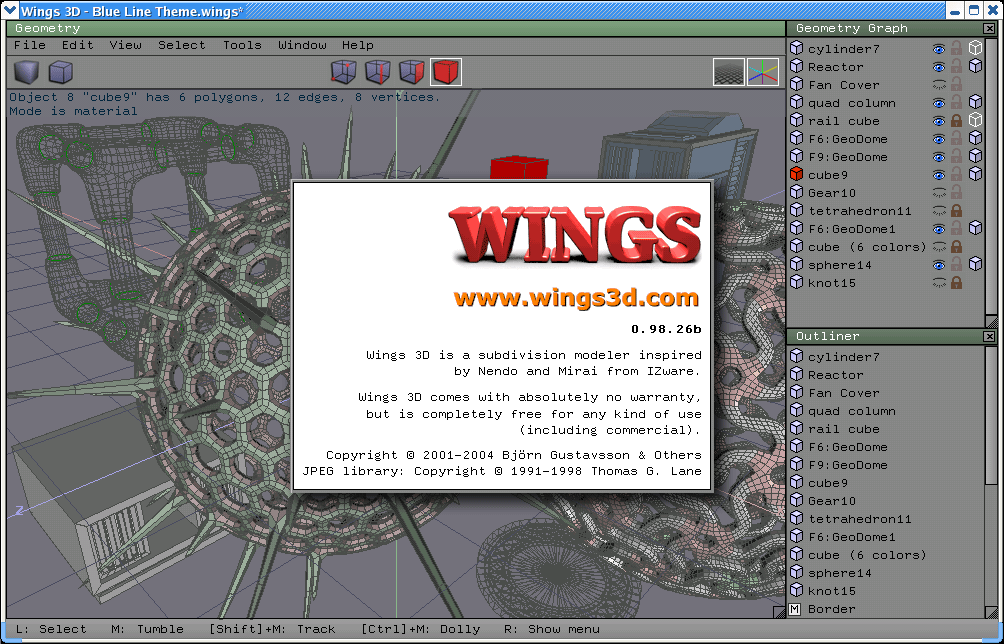 Wings 3D - Blue Line Theme.wings*
Geometry
File Edit View Select Tools Window Help
Object 8 "cube9" has 6 polygons, 12 edges, 8 vertices.
Mode is material
Z
WINGS
www.wings3d.com
0.98.26b
Wings 3D is a subdivision modeler inspired
by Nendo and Mirai from IZware.
Wings 3D comes with absolutely no warranty,
but is completely free for any kind of use
(including commercial).
Copyright © 2001-2004 Björn Gustavsson & Others
JPEG library: Copyright © 1991-1998 Thomas G. Lane
Geometry Graph
cylinder7
Reactor
Fan Cover
quad column
rail cube
F6:GeoDome
F9:GeoDome
cube9
Gear10
tetrahedron11
F6:GeoDome1
cube (6 colors)
sphere14
knot15
Outliner
cylinder7
Reactor
Fan Cover
quad column
rail cube
F6:GeoDome
F9:GeoDome
cube9
Gear10
tetrahedron11
F6:GeoDome1
cube (6 colors)
sphere14
knot15
M Border
L: Select M: Tumble [Shift]+M: Track [Ctrl]+M: Dolly R: Show menu